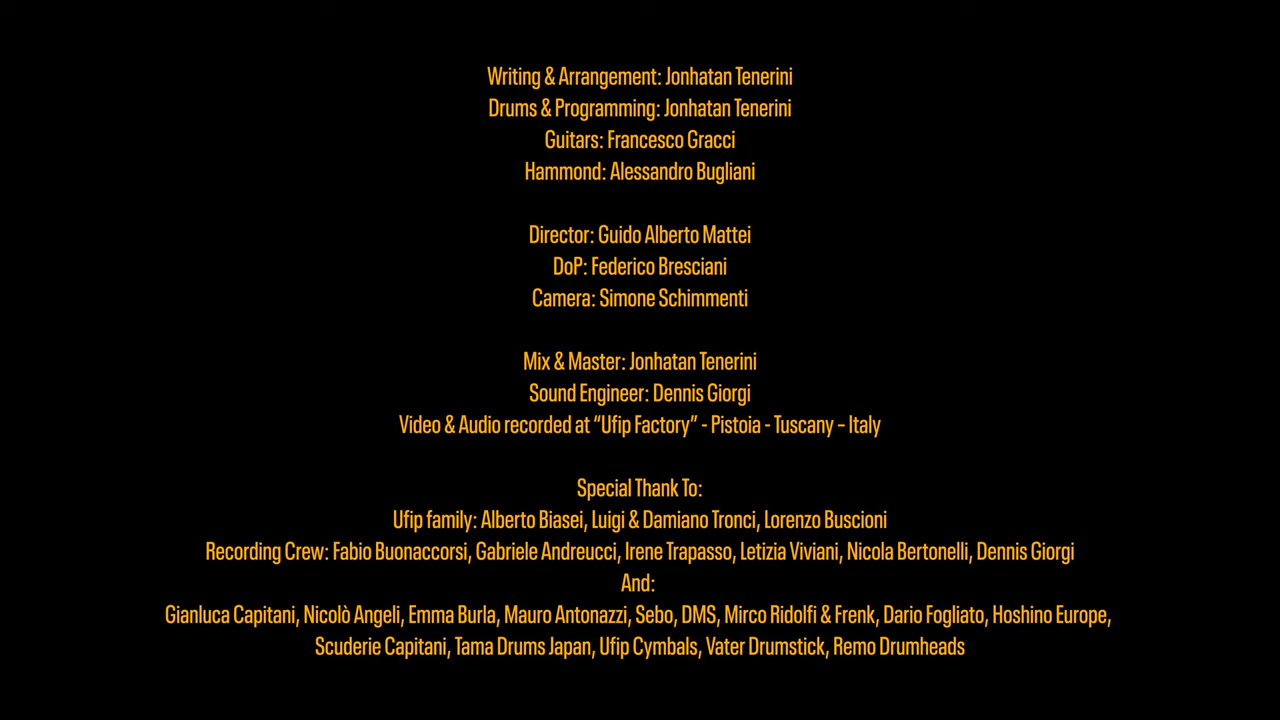 Writing & Arrangement: Jonhatan Tenerini
Drums & Programming: Jonhatan Tenerini
Guitars: Francesco Gracci
Hammond: Alessandro Bugliani
Director: Guido Alberto Mattei
DoP: Federico Bresciani
Camera: Simone Schimmenti
Mix & Master: Jonhatan Tenerini
Sound Engineer: Dennis Giorgi
Video & Audio recorded at “Ufip Factory” - Pistoia - Tuscany – Italy
Special Thank To:
Ufip family: Alberto Biasei, Luigi & Damiano Tronci, Lorenzo Buscioni
Recording Crew: Fabio Buonaccorsi, Gabriele Andreucci, Irene Trapasso, Letizia Viviani, Nicola Bertonelli, Dennis Giorgi
And:
Gianluca Capitani, Nicolò Angeli, Emma Burla, Mauro Antonazzi, Sebo, DMS, Mirco Ridolfi & Frenk, Dario Fogliato, Hoshino Europe,
Scuderie Capitani, Tama Drums Japan, Ufip Cymbals, Vater Drumstick, Remo Drumheads